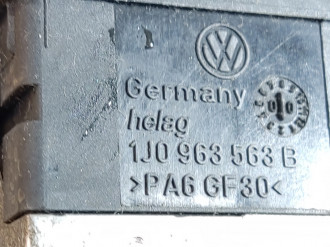 Germany
helag
1J0 963 563 B
>PA6 GF30<